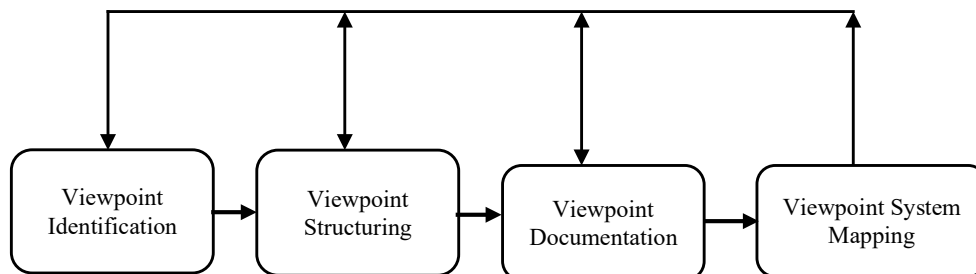 Viewpoint
Identification
Viewpoint
Structuring
Viewpoint
Documentation
Viewpoint System
Mapping